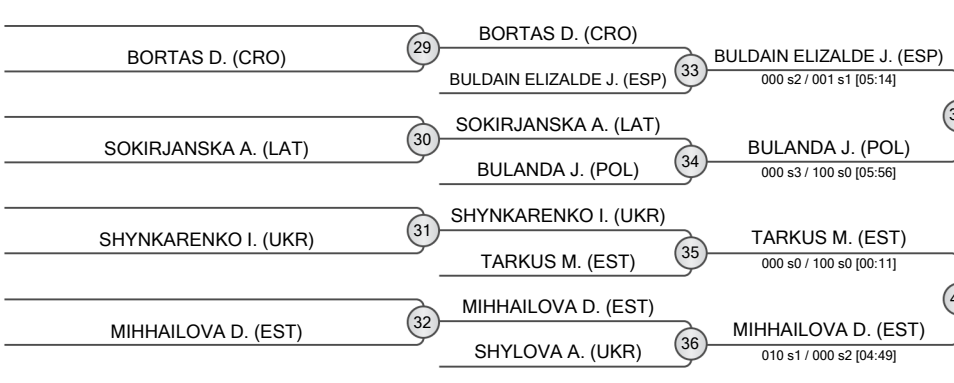 BORTAS D. (CRO)
29
BORTAS D. (CRO)
BULDAIN ELIZALDE J. (ESP)
33
BULDAIN ELIZALDE J. (ESP)
000 s2 / 001 s1 [05:14]
SOKIRJANSKA A. (LAT)
30
SOKIRJANSKA A. (LAT)
BULANDA J. (POL)
34
BULANDA J. (POL)
000 s3 / 100 s0 [05:56]
SHYNKARENKO I. (UKR)
31
SHYNKARENKO I. (UKR)
TARKUS M. (EST)
35
TARKUS M. (EST)
000 s0 / 100 s0 [00:11]
MIHHAILOVA D. (EST)
32
MIHHAILOVA D. (EST)
SHYLOVA A. (UKR)
36
MIHHAILOVA D. (EST)
010 s1 / 000 s2 [04:49]